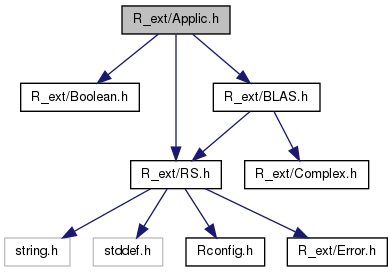 R_ext/Applic.h
R_ext/Boolean.h
R_ext/BLAS.h
R_ext/RS.h
R_ext/Complex.h
string.h
stddef.h
Rconfig.h
R_ext/Error.h